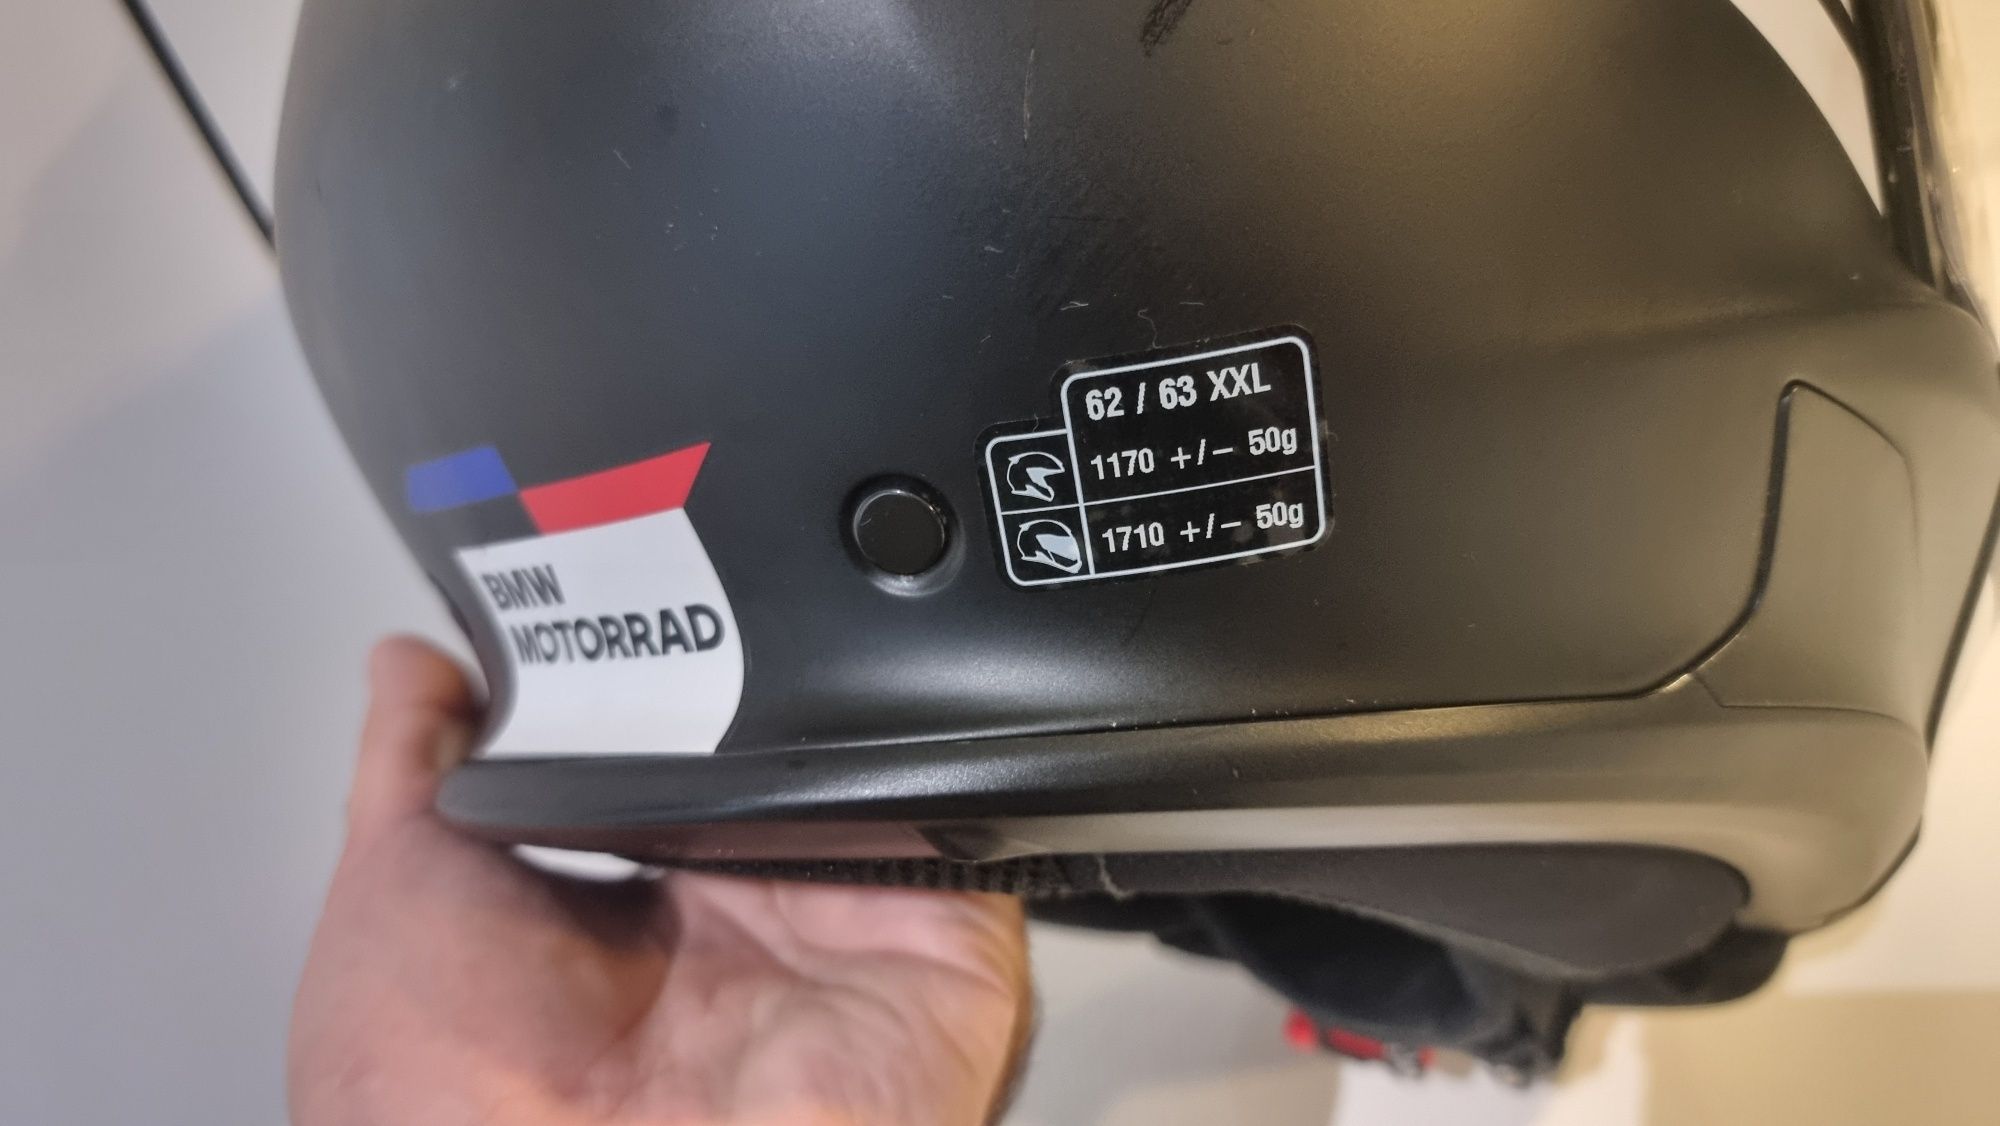 62 / 63 XXL
1170 +/- 50g
1710 +/- 50g
BMW
MOTORRAD